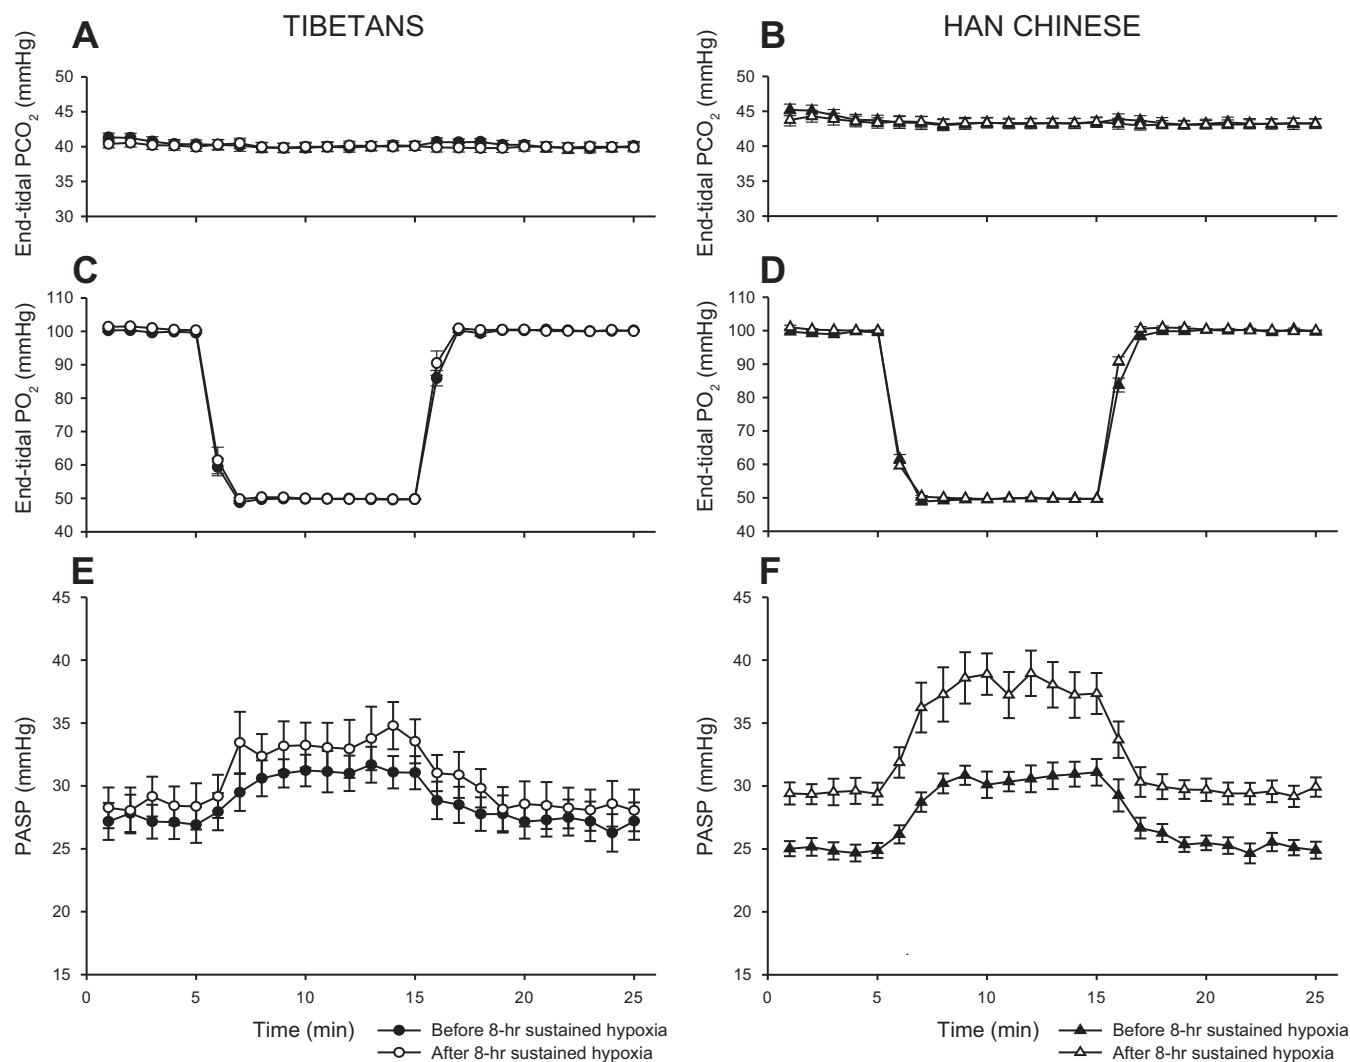 A TIBETANS
B HAN CHINESE
End-tidal PCO2 (mmHg)
50
45
40
35
30
End-tidal PCO2 (mmHg)
50
45
40
35
30
C
End-tidal PO2 (mmHg)
110
100
90
80
70
60
50
40
D
End-tidal PO2 (mmHg)
110
100
90
80
70
60
50
40
E
PASP (mmHg)
45
40
35
30
25
20
15
0 5 10 15 20 25
Time (min)
Before 8-hr sustained hypoxia
After 8-hr sustained hypoxia
F
PASP (mmHg)
45
40
35
30
25
20
15
0 5 10 15 20 25
Time (min)
Before 8-hr sustained hypoxia
After 8-hr sustained hypoxia